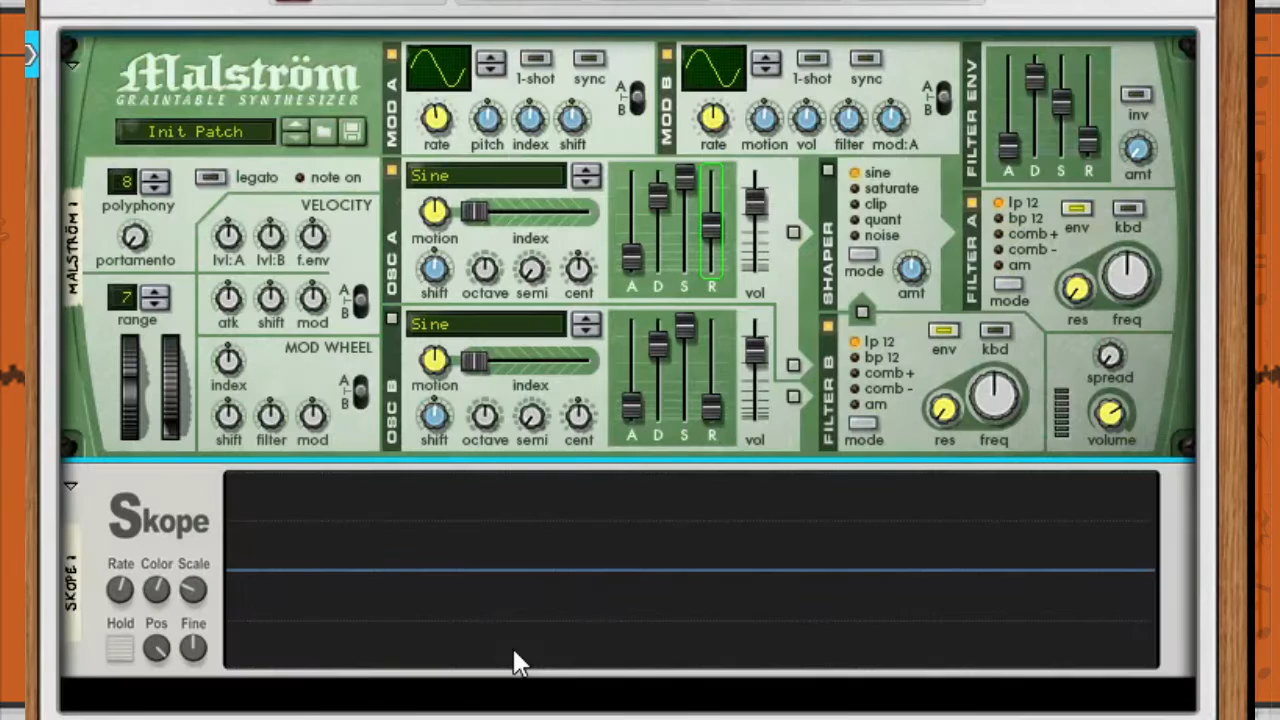 Malström
GRAINTABLE SYNTHESIZER
Init Patch
MALSTRÖM 1
8
polyphony
legato
note on
portamento
7
range
VELOCITY
lvl:A lvl:B f.env
atk shift mod
A
B
MOD WHEEL
index
A
B
shift filter mod
MOD A
1-shot sync
A
B
rate pitch index shift
MOD B
1-shot sync
A
B
rate motion vol filter mod:A
FILTER ENV
A D S R
inv
amt
OSC A
Sine
motion index
shift octave semi cent
A D S R
vol
OSC B
Sine
motion index
shift octave semi cent
A D S R
vol
SHAPER
sine
saturate
clip
quant
noise
mode
amt
FILTER A
lp 12
bp 12
comb +
comb -
am
mode
env kbd
res freq
FILTER B
lp 12
bp 12
comb +
comb -
am
mode
env kbd
res freq
spread
volume
SKOPE 1
Skope
Rate Color Scale
Hold Pos Fine